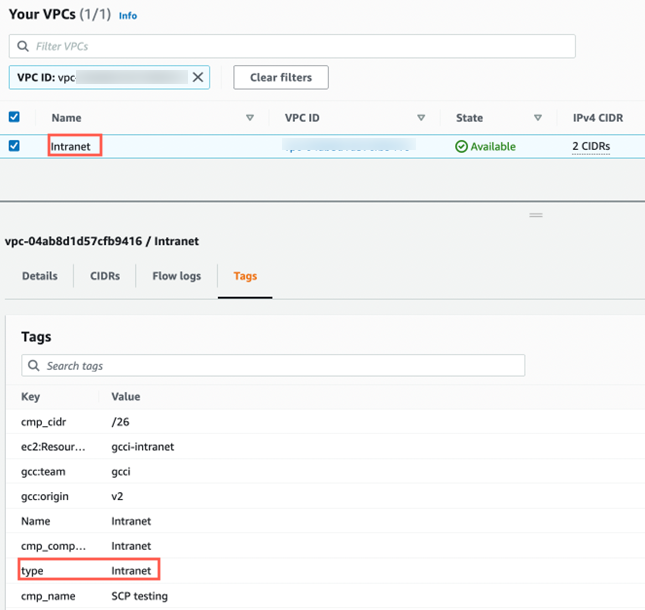 Your VPCs (1/1) Info
Filter VPCs
VPC ID: vpc-
Clear filters
Name VPC ID State IPv4 CIDR
Intranet Available 2 CIDRs
vpc-04ab8d1d57cfb9416 / Intranet
Details CIDRs Flow logs Tags
Tags
Search tags
Key Value
cmp_cidr /26
ec2:Resour... gcci-intranet
gcc:team gcci
gcc:origin v2
Name Intranet
cmp_comp... Intranet
type Intranet
cmp_name SCP testing